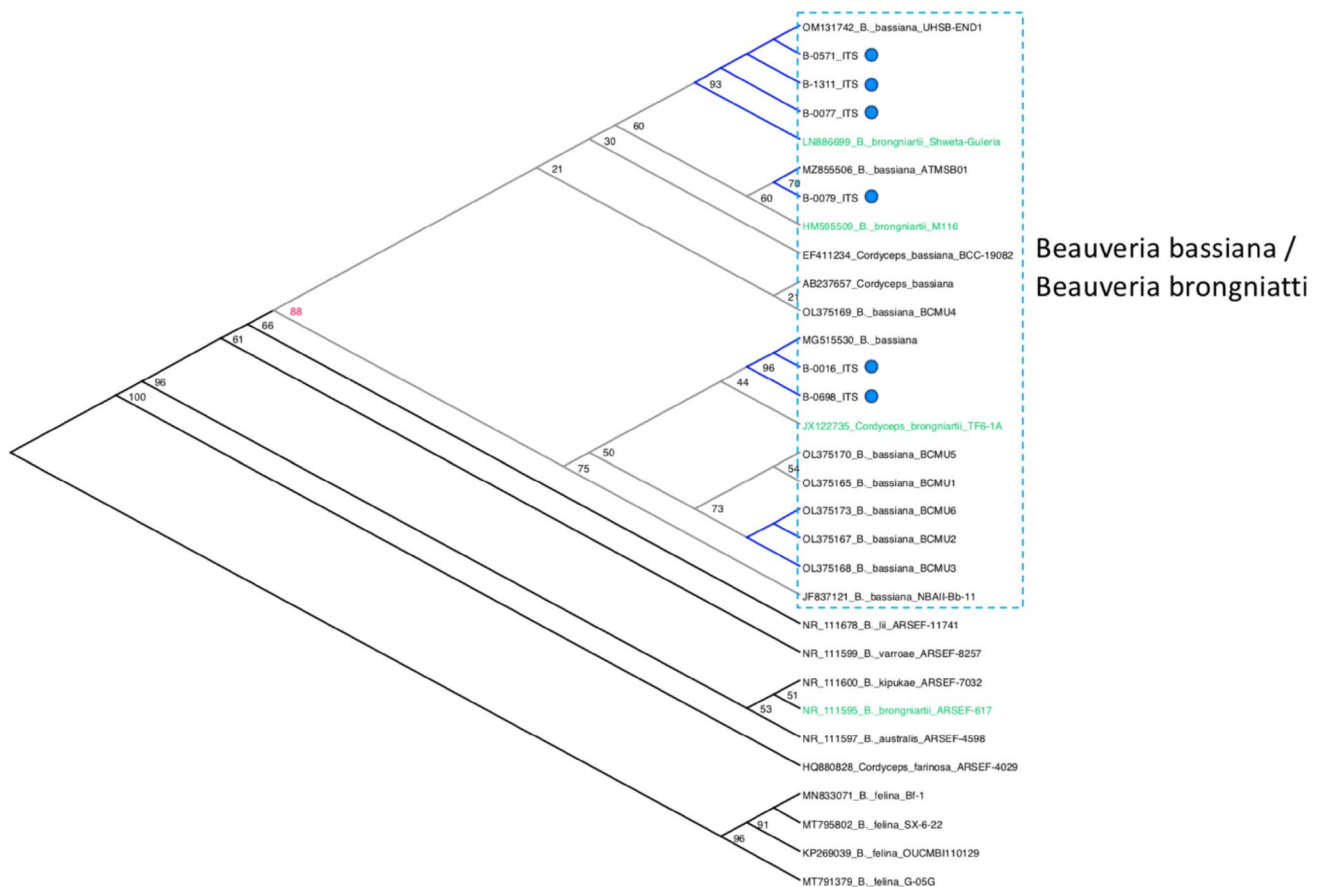 OM131742_B._bassiana_UHSB-END1
B-0571_ITS
93
B-1311_ITS
B-0077_ITS
60
30
LN886699_B._brongniartii_Shweta-Guleria
21
MZ855506_B._bassiana_ATMSB01
70
B-0079_ITS
60
HM595509_B._brongniartii_M116
EF411234_Cordyceps_bassiana_BCC-19082
Beauveria bassiana /
Beauveria brongniatti
AB237657_Cordyceps_bassiana
21
OL375169_B._bassiana_BCMU4
88
66
61
MG515530_B._bassiana
96
B-0016_ITS
44
B-0698_ITS
96
100
JX122735_Cordyceps_brongniartii_TF6-1A
50
75
OL375170_B._bassiana_BCMU5
54
OL375165_B._bassiana_BCMU1
73
OL375173_B._bassiana_BCMU6
OL375167_B._bassiana_BCMU2
OL375168_B._bassiana_BCMU3
JF837121_B._bassiana_NBAII-Bb-11
NR_111678_B._lii_ARSEF-11741
NR_111599_B._varroae_ARSEF-8257
NR_111600_B._kipukae_ARSEF-7032
51
53
NR_111595_B._brongniartii_ARSEF-617
NR_111597_B._australis_ARSEF-4598
HQ880828_Cordyceps_farinosa_ARSEF-4029
MN833071_B._felina_Bf-1
91
96
MT795802_B._felina_SX-6-22
KP269039_B._felina_OUCMBI110129
MT791379_B._felina_G-05G